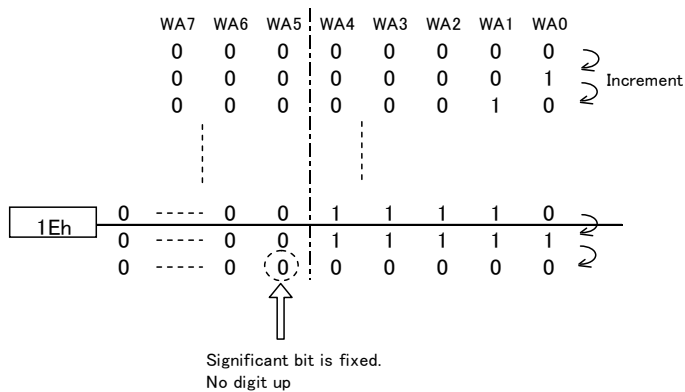 WA7 WA6 WA5 WA4 WA3 WA2 WA1 WA0
0 0 0 0 0 0 0 0
0 0 0 0 0 0 0 1
Increment
0 0 0 0 0 0 1 0
1Eh
0 ----- 0 0 1 1 1 1 0
0 ----- 0 0 1 1 1 1 1
0 ----- 0 0 0 0 0 0 0
Significant bit is fixed.
No digit up